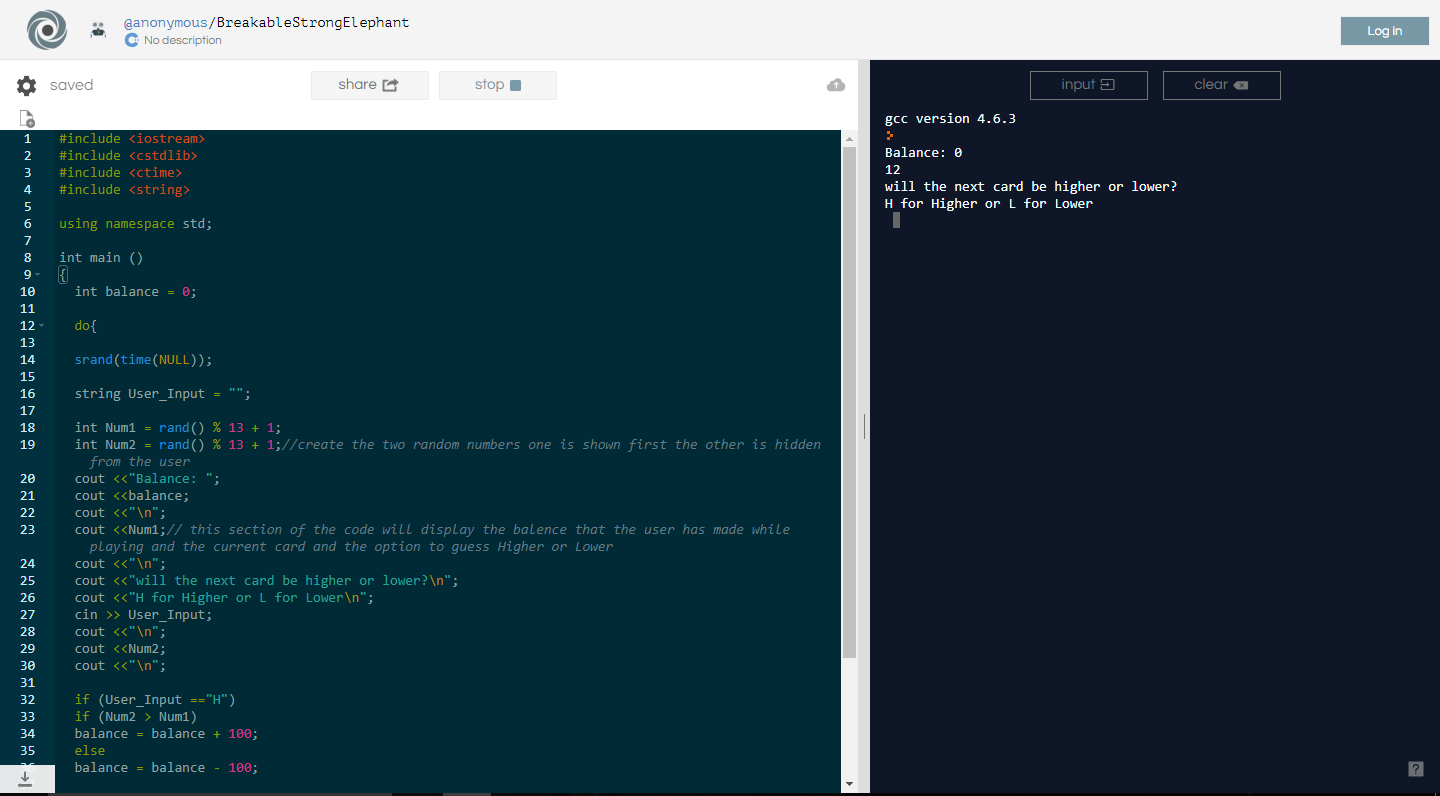 @anonymous/BreakableStrongElephant
No description
Log in
saved
share
stop
input
clear
1 #include <iostream>
2 #include <cstdlib>
3 #include <ctime>
4 #include <string>
5
6 using namespace std;
7
8 int main ()
9 {
10 int balance = 0;
11
12 do{
13
14 srand(time(NULL));
15
16 string User_Input = "";
17
18 int Num1 = rand() % 13 + 1;
19 int Num2 = rand() % 13 + 1;//create the two random numbers one is shown first the other is hidden
from the user
20 cout <<"Balance: ";
21 cout <<balance;
22 cout <<"\n";
23 cout <<Num1;// this section of the code will display the balence that the user has made while
playing and the current card and the option to guess Higher or Lower
24 cout <<"\n";
25 cout <<"will the next card be higher or lower?\n";
26 cout <<"H for Higher or L for Lower\n";
27 cin >> User_Input;
28 cout <<"\n";
29 cout <<Num2;
30 cout <<"\n";
31
32 if (User_Input =="H")
33 if (Num2 > Num1)
34 balance = balance + 100;
35 else
36 balance = balance - 100;
gcc version 4.6.3
Balance: 0
12
will the next card be higher or lower?
H for Higher or L for Lower
?